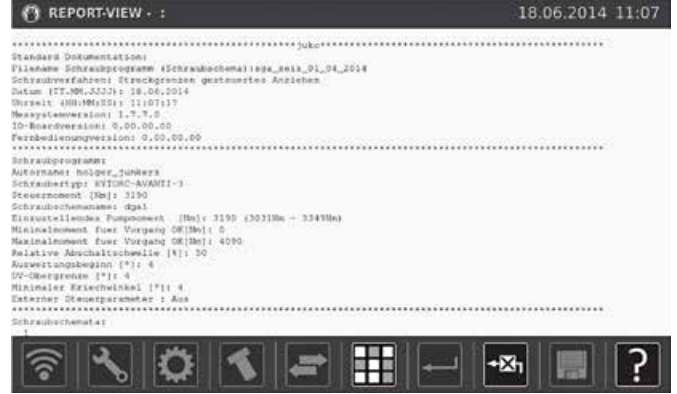 REPORT-VIEW - :
18.06.2014 11:07
Standard Dokumentation:
Filename Schraubprogramm (Schraubschema):sga_seix_01_04_2014
Schraubverfahren: Streckgrenzen gesteuertes Anziehen
Datum (TT.MM.JJJJ): 18.06.2014
Uhrzeit (HH:MM:SS): 11:07:17
Messsystemversion: 1.7.7.0
IO-Boardversion: 0.00.00.00
Fernbedienungversion: 0.00.00.00
Schraubprogramm:
Autorname: holger_junkers
Schraubertyp: HYTORC-AVANTI-3
Steuermoment [Nm]: 3190
Schraubschemaname: dga1
Einzustellendes Pumpmoment [Nm]: 3190 (3031Nm - 3349Nm)
Minimalmoment fuer Vorgang OK[Nm]: 0
Maximalmoment fuer Vorgang OK[Nm]: 4090
Relative Abschaltschwelle [%]: 50
Auswertungsbeginn [°]: 4
UV-Obergrenze [°]: 4
Minimaler Kriechwinkel [°]: 4
Externer Steuerparameter : Aus
Schraubschemata: